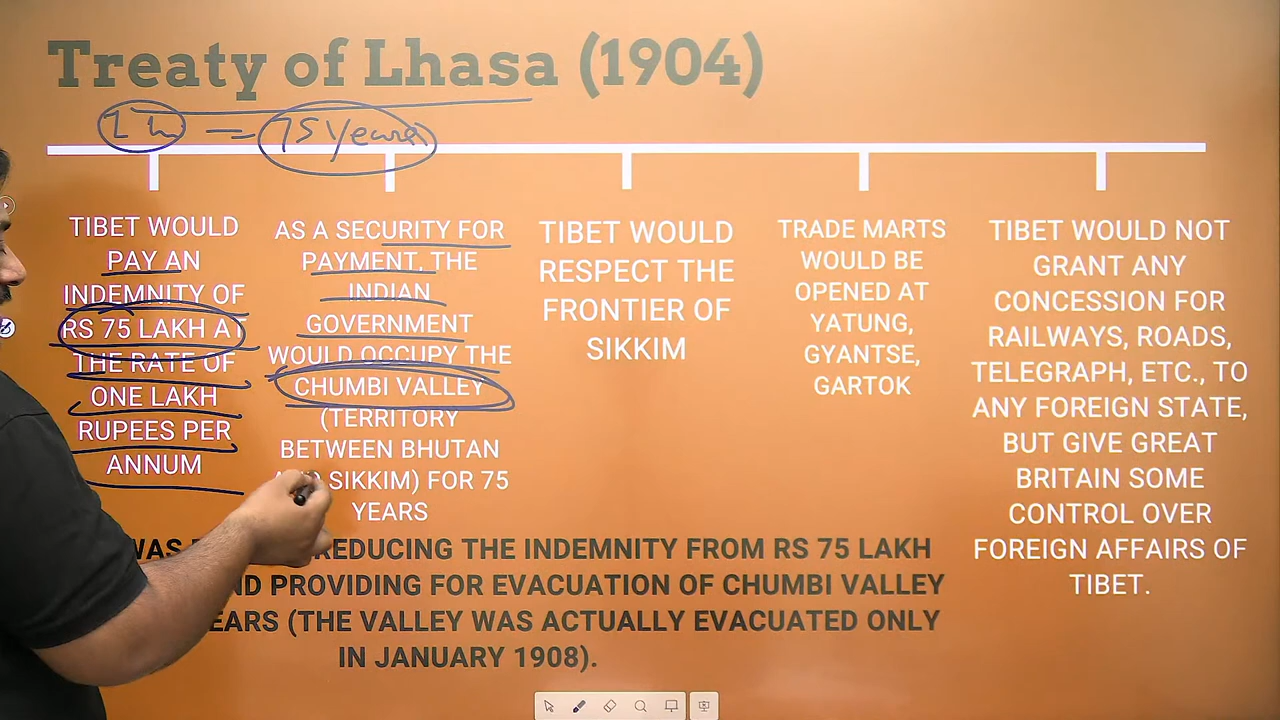 Treaty of Lhasa (1904)
= 75 Years
TIBET WOULD
PAY AN
INDEMNITY OF
RS 75 LAKH AT
THE RATE OF
ONE LAKH
RUPEES PER
ANNUM
AS A SECURITY FOR
PAYMENT, THE
INDIAN
GOVERNMENT
WOULD OCCUPY THE
CHUMBI VALLEY
(TERRITORY
BETWEEN BHUTAN
SIKKIM) FOR 75
YEARS
TIBET WOULD
RESPECT THE
FRONTIER OF
SIKKIM
TRADE MARTS
WOULD BE
OPENED AT
YATUNG,
GYANTSE,
GARTOK
TIBET WOULD NOT
GRANT ANY
CONCESSION FOR
RAILWAYS, ROADS,
TELEGRAPH, ETC., TO
ANY FOREIGN STATE,
BUT GIVE GREAT
BRITAIN SOME
CONTROL OVER
FOREIGN AFFAIRS OF
TIBET.
WAS REDUCING THE INDEMNITY FROM RS 75 LAKH
PROVIDING FOR EVACUATION OF CHUMBI VALLEY
(THE VALLEY WAS ACTUALLY EVACUATED ONLY
IN JANUARY 1908).